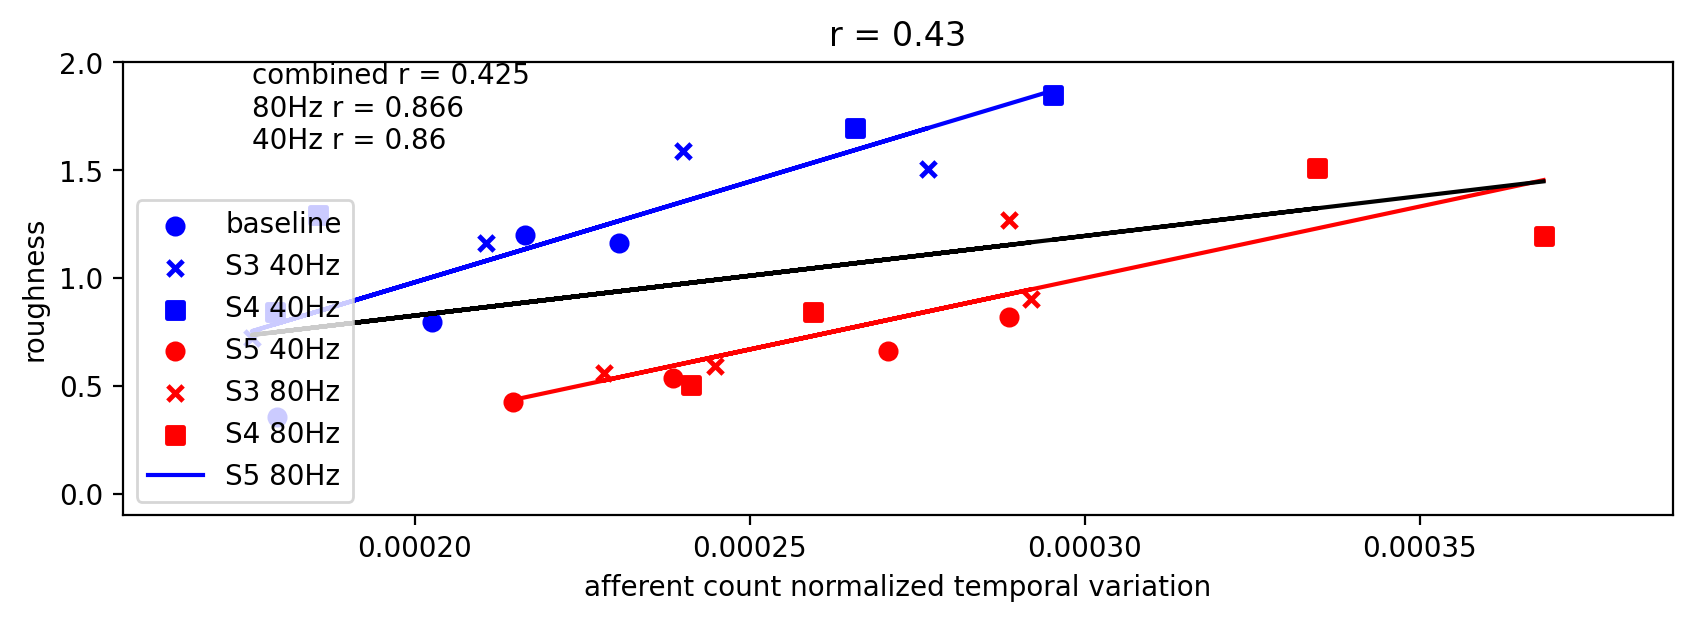 r = 0.43
combined r = 0.425
80Hz r = 0.866
40Hz r = 0.86
2.0
1.5
1.0
0.5
0.0
roughness
baseline
S3 40Hz
S4 40Hz
S5 40Hz
S3 80Hz
S4 80Hz
S5 80Hz
0.00020 0.00025 0.00030 0.00035
afferent count normalized temporal variation